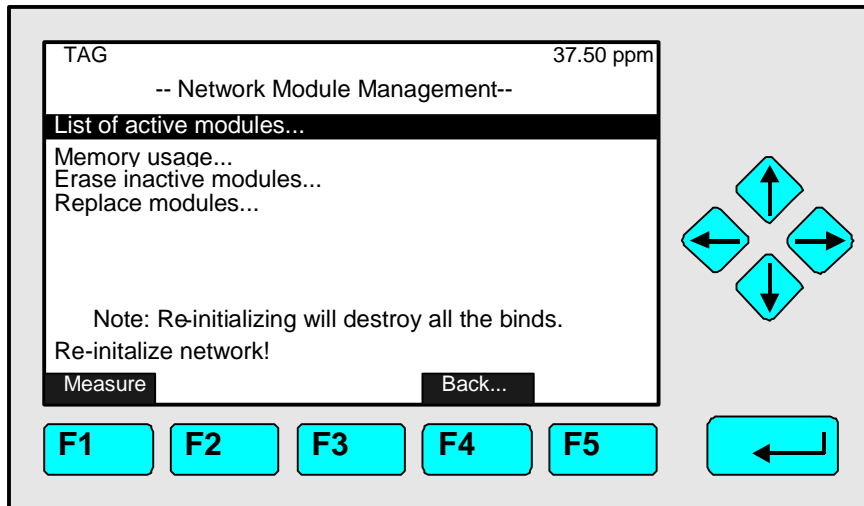 TAG 37.50 ppm
-- Network Module Management--
List of active modules...
Memory usage...
Erase inactive modules...
Replace modules...
Note: Re-initializing will destroy all the binds.
Re-initalize network!
Measure Back...
F1 F2 F3 F4 F5